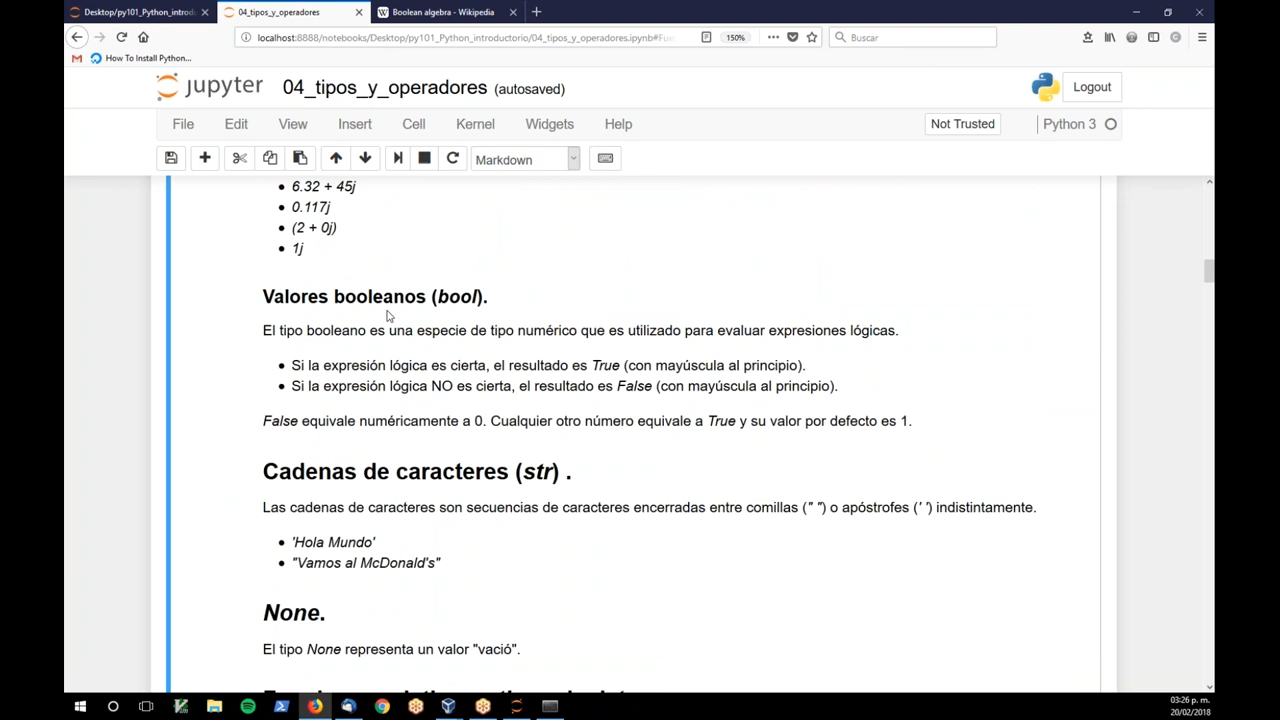 Desktop/py101_Python_introdu
04_tipos_y_operadores
Boolean algebra - Wikipedia
localhost:8888/notebooks/Desktop/py101_Python_introductorio/04_tipos_y_operadores.ipynb#Fue
150%
Buscar
How To Install Python...
jupyter 04_tipos_y_operadores (autosaved)
Logout
File Edit View Insert Cell Kernel Widgets Help
Not Trusted
Python 3
Markdown
• 6.32 + 45j
• 0.117j
• (2 + 0j)
• 1j
Valores booleanos (bool).
El tipo booleano es una especie de tipo numérico que es utilizado para evaluar expresiones lógicas.
• Si la expresión lógica es cierta, el resultado es True (con mayúscula al principio).
• Si la expresión lógica NO es cierta, el resultado es False (con mayúscula al principio).
False equivale numéricamente a 0. Cualquier otro número equivale a True y su valor por defecto es 1.
Cadenas de caracteres (str) .
Las cadenas de caracteres son secuencias de caracteres encerradas entre comillas (" ") o apóstrofes (' ') indistintamente.
• 'Hola Mundo'
• "Vamos al McDonald's"
None.
El tipo None representa un valor "vació".
03:26 p. m.
20/02/2018